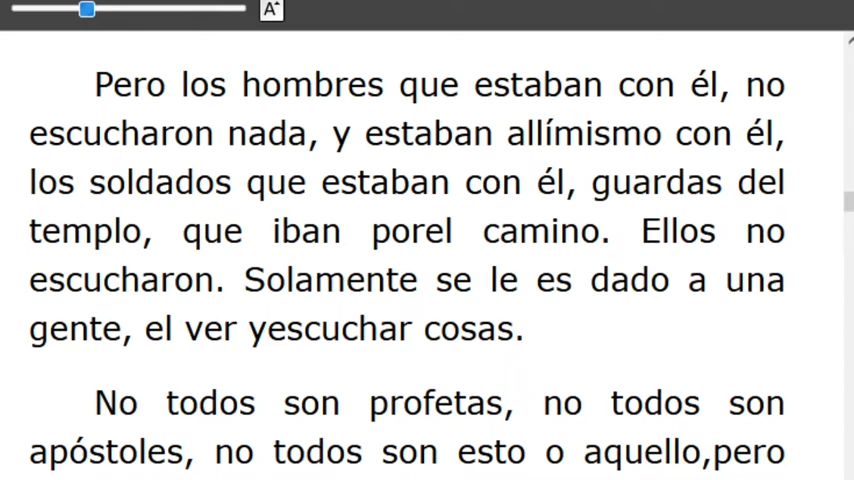 A
Pero los hombres que estaban con él, no
escucharon nada, y estaban allímismo con él,
los soldados que estaban con él, guardas del
templo, que iban porel camino. Ellos no
escucharon. Solamente se le es dado a una
gente, el ver yescuchar cosas.
No todos son profetas, no todos son
apóstoles, no todos son esto o aquello,pero